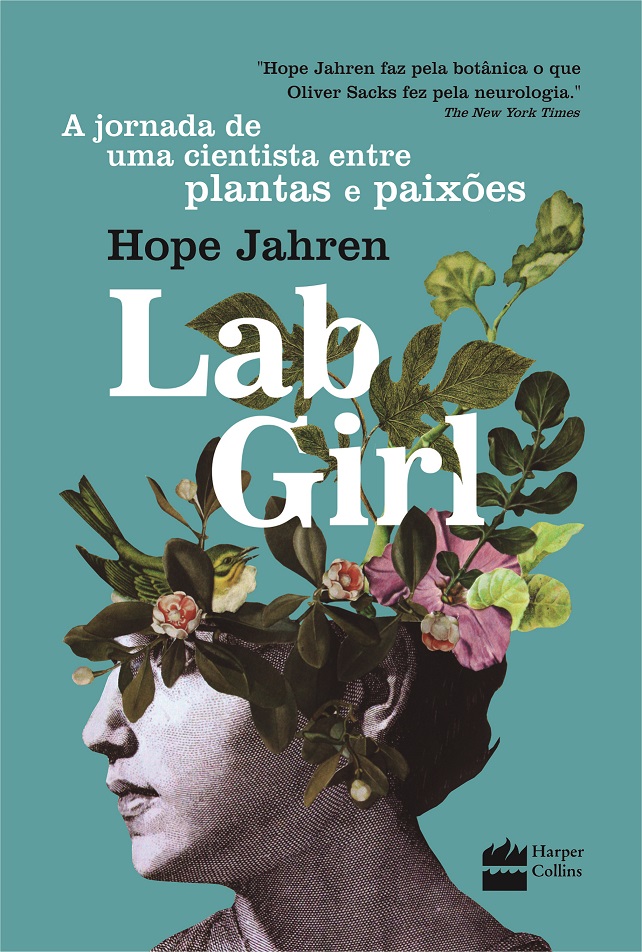 "Hope Jahren faz pela botânica o que
Oliver Sacks fez pela neurologia."
The New York Times
A jornada de
uma cientista entre
plantas e paixões
Hope Jahren
Lab
Girl
Harper
Collins